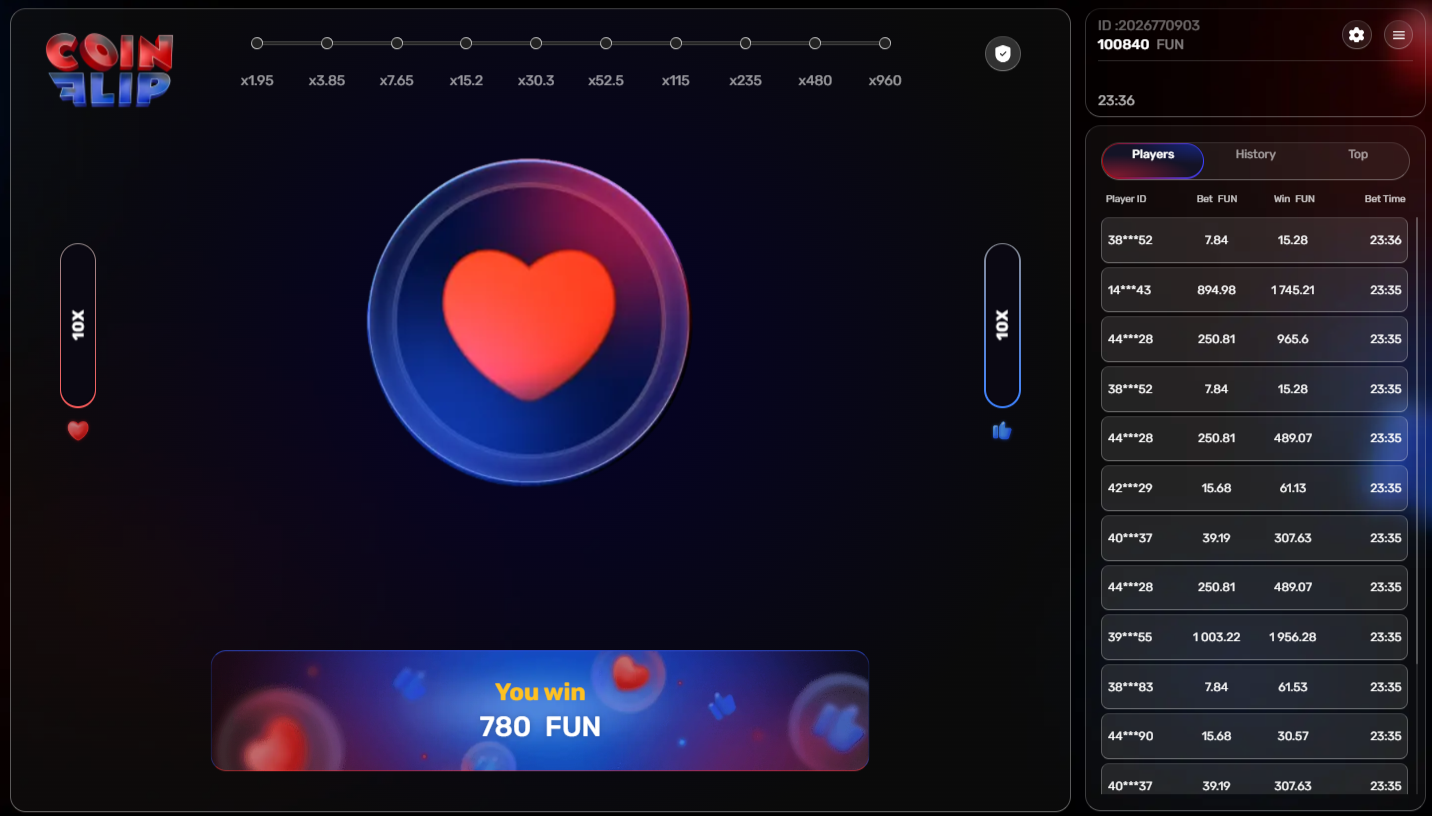 COIN
FLIP
x1.95 x3.85 x7.65 x15.2 x30.3 x52.5 x115 x235 x480 x960
10X
10X
You win
780 FUN
ID :2026770903
100840 FUN
23:36
Players History Top
Player ID Bet FUN Win FUN Bet Time
38***52 7.84 15.28 23:36
14***43 894.98 1 745.21 23:35
44***28 250.81 965.6 23:35
38***52 7.84 15.28 23:35
44***28 250.81 489.07 23:35
42***29 15.68 61.13 23:35
40***37 39.19 307.63 23:35
44***28 250.81 489.07 23:35
39***55 1 003.22 1 956.28 23:35
38***83 7.84 61.53 23:35
44***90 15.68 30.57 23:35
40***37 39.19 307.63 23:35